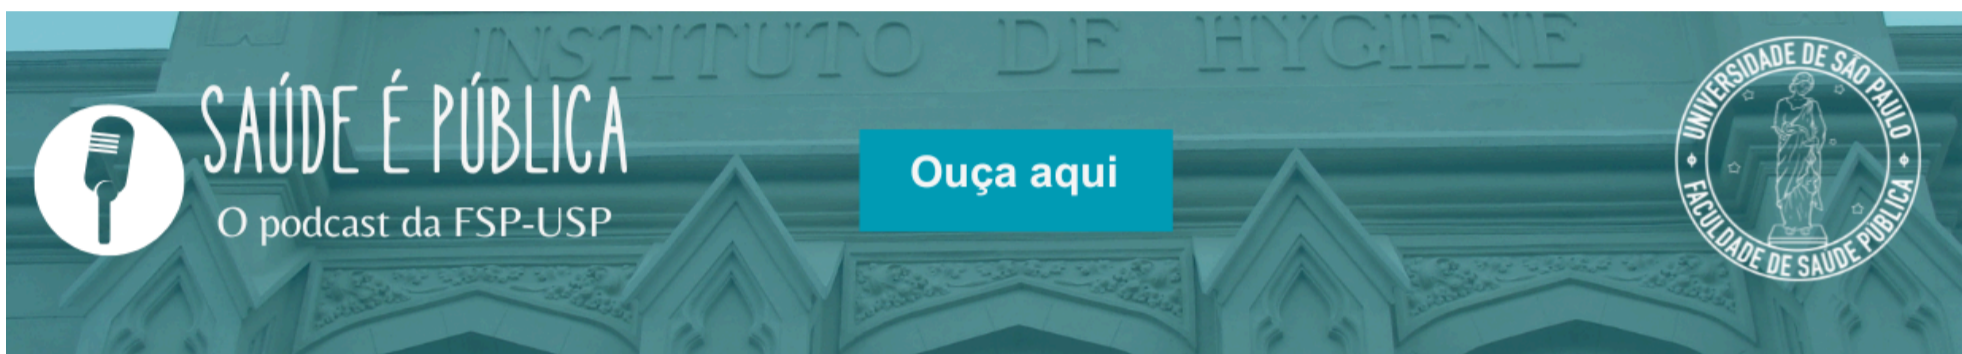 INSTITUTO DE HYGIENE
SAÚDE É PÚBLICA
O podcast da FSP-USP
Ouça aqui
UNIVERSIDADE DE SÃO PAULO
FACULDADE DE SAÚDE PÚBLICA